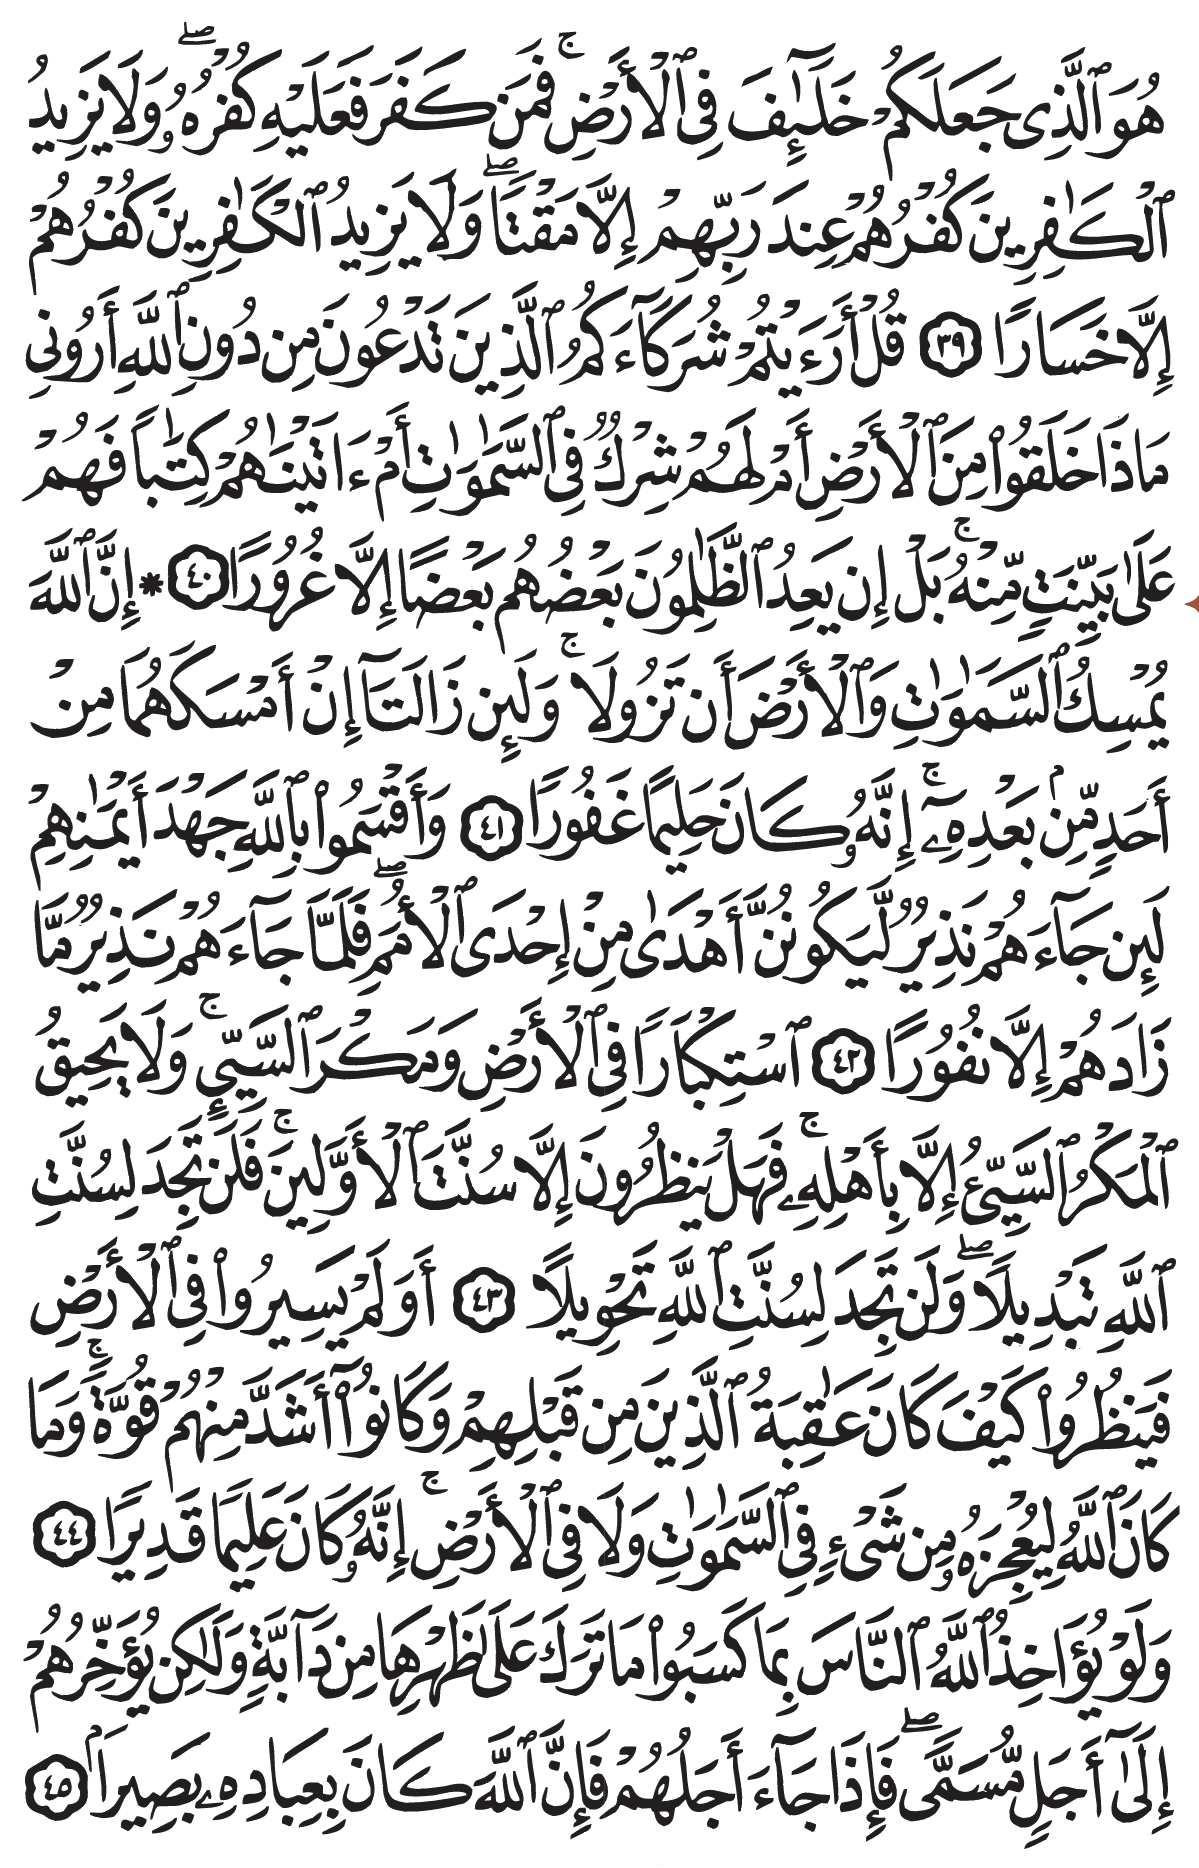 هُوَ ٱلَّذِى جَعَلَكُمْ خَلَٰٓئِفَ فِى ٱلْأَرْضِ ۚ فَمَن كَفَرَ فَعَلَيْهِ كُفْرُهُۥ ۖ وَلَا يَزِيدُ
ٱلْكَٰفِرِينَ كُفْرُهُمْ عِندَ رَبِّهِمْ إِلَّا مَقْتًا ۖ وَلَا يَزِيدُ ٱلْكَٰفِرِينَ كُفْرُهُمْ
إِلَّا خَسَارًا ٣٩ قُلْ أَرَءَيْتُمْ شُرَكَآءَكُمُ ٱلَّذِينَ تَدْعُونَ مِن دُونِ ٱللَّهِ أَرُونِى
مَاذَا خَلَقُوا۟ مِنَ ٱلْأَرْضِ أَمْ لَهُمْ شِرْكٌ فِى ٱلسَّمَٰوَٰتِ أَمْ ءَاتَيْنَٰهُمْ كِتَٰبًا فَهُمْ
عَلَىٰ بَيِّنَتٍ مِّنْهُ ۚ بَلْ إِن يَعِدُ ٱلظَّٰلِمُونَ بَعْضُهُم بَعْضًا إِلَّا غُرُورًا ٤٠ * إِنَّ ٱللَّهَ
يُمْسِكُ ٱلسَّمَٰوَٰتِ وَٱلْأَرْضَ أَن تَزُولَا ۚ وَلَئِن زَالَتَآ إِنْ أَمْسَكَهُمَا مِنْ
أَحَدٍ مِّنۢ بَعْدِهِۦٓ ۚ إِنَّهُۥ كَانَ حَلِيمًا غَفُورًا ٤١ وَأَقْسَمُوا۟ بِٱللَّهِ جَهْدَ أَيْمَٰنِهِمْ
لَئِن جَآءَهُمْ نَذِيرٌ لَّيَكُونُنَّ أَهْدَىٰ مِنْ إِحْدَى ٱلْأُمَمِ ۖ فَلَمَّا جَآءَهُمْ نَذِيرٌ مَّا
زَادَهُمْ إِلَّا نُفُورًا ٤٢ ٱسْتِكْبَارًا فِى ٱلْأَرْضِ وَمَكْرَ ٱلسَّيِّئِ ۚ وَلَا يَحِيقُ
ٱلْمَكْرُ ٱلسَّيِّئُ إِلَّا بِأَهْلِهِۦ ۚ فَهَلْ يَنظُرُونَ إِلَّا سُنَّتَ ٱلْأَوَّلِينَ ۚ فَلَن تَجِدَ لِسُنَّتِ
ٱللَّهِ تَبْدِيلًا ۖ وَلَن تَجِدَ لِسُنَّتِ ٱللَّهِ تَحْوِيلًا ٤٣ أَوَلَمْ يَسِيرُوا۟ فِى ٱلْأَرْضِ
فَيَنظُرُوا۟ كَيْفَ كَانَ عَٰقِبَةُ ٱلَّذِينَ مِن قَبْلِهِمْ وَكَانُوٓا۟ أَشَدَّ مِنْهُمْ قُوَّةً ۚ وَمَا
كَانَ ٱللَّهُ لِيُعْجِزَهُۥ مِن شَىْءٍ فِى ٱلسَّمَٰوَٰتِ وَلَا فِى ٱلْأَرْضِ ۚ إِنَّهُۥ كَانَ عَلِيمًا قَدِيرًا ٤٤
وَلَوْ يُؤَاخِذُ ٱللَّهُ ٱلنَّاسَ بِمَا كَسَبُوا۟ مَا تَرَكَ عَلَىٰ ظَهْرِهَا مِن دَآبَّةٍ وَلَٰكِن يُؤَخِّرُهُمْ
إِلَىٰٓ أَجَلٍ مُّسَمًّى ۖ فَإِذَا جَآءَ أَجَلُهُمْ فَإِنَّ ٱللَّهَ كَانَ بِعِبَادِهِۦ بَصِيرًۢا ٤٥